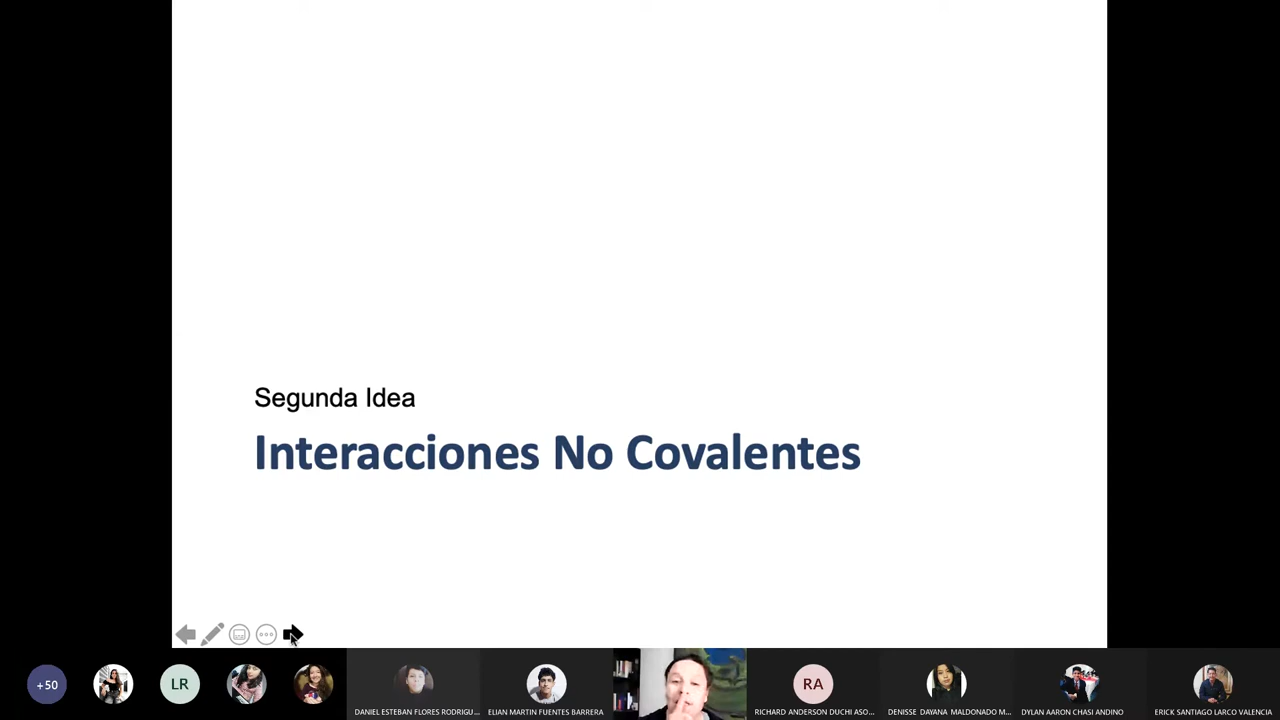 Segunda Idea
Interacciones No Covalentes
+50
LR
DANIEL ESTEBAN FLORES RODRIGU...
ELIAN MARTIN FUENTES BARRERA
RA
RICHARD ANDERSON DUCHI ASO...
DENISSE DAYANA MALDONADO M...
DYLAN AARON CHASI ANDINO
ERICK SANTIAGO LARCO VALENCIA